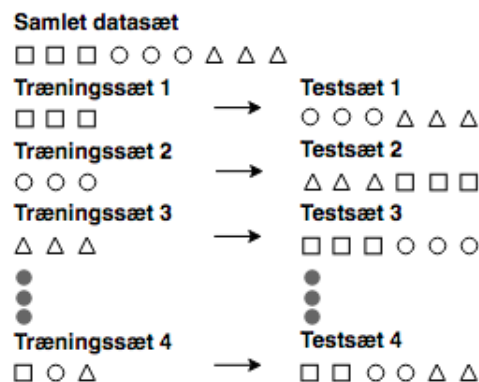 Samlet datasæt
Træningssæt 1
Testsæt 1
Træningssæt 2
Testsæt 2
Træningssæt 3
Testsæt 3
Træningssæt 4
Testsæt 4